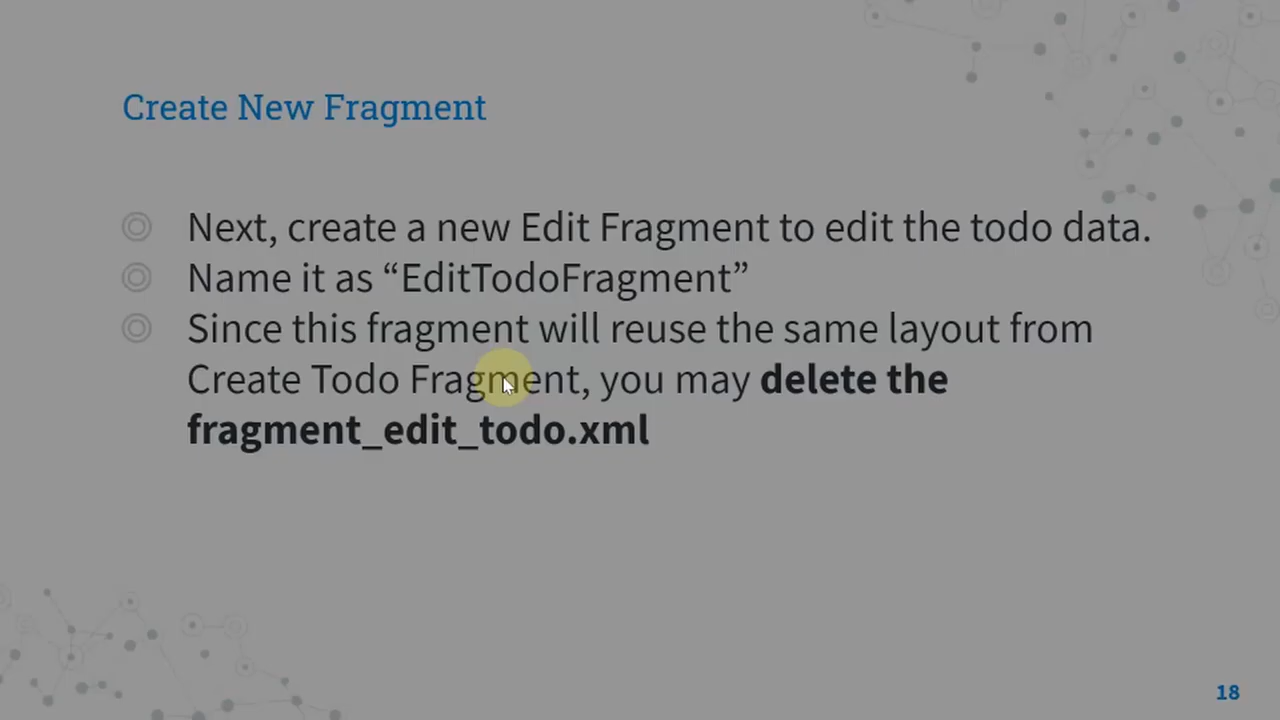 Create New Fragment
Next, create a new Edit Fragment to edit the todo data.
Name it as “EditTodoFragment”
Since this fragment will reuse the same layout from
Create Todo Fragment, you may delete the
fragment_edit_todo.xml
18